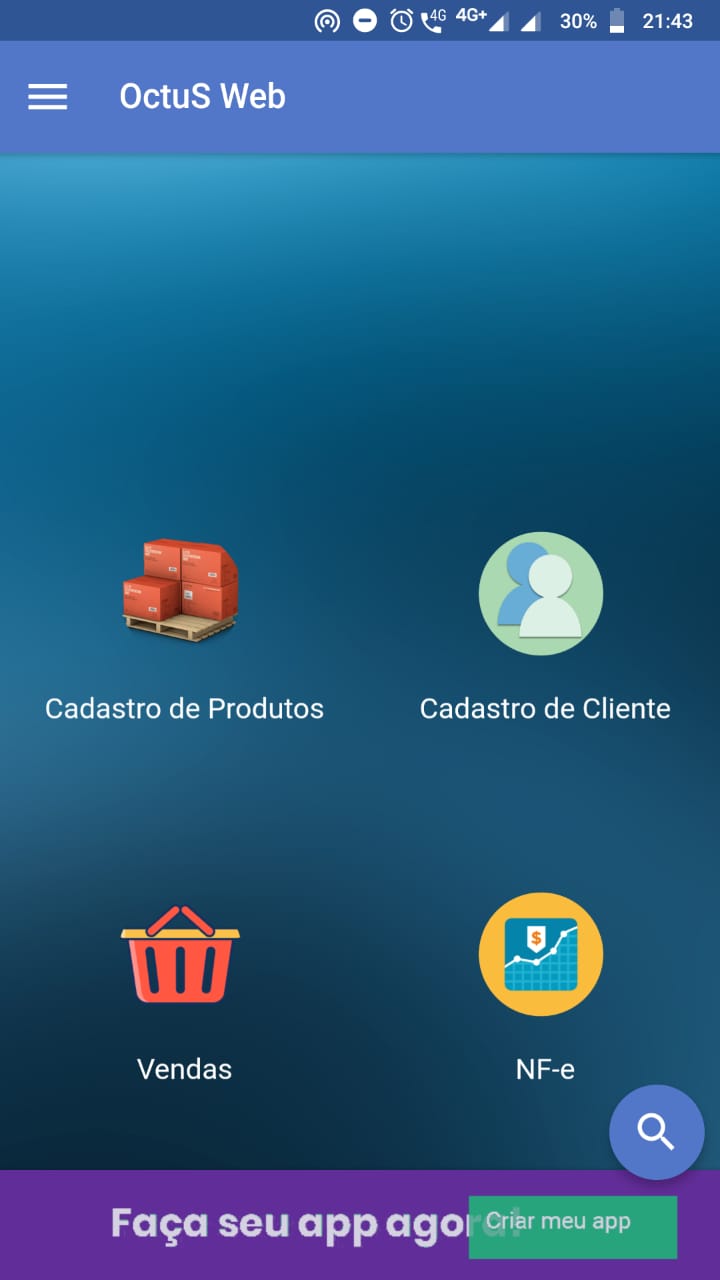 4G 4G+ 30% 21:43
OctuS Web
Cadastro de Produtos
Cadastro de Cliente
$
Vendas
NF-e
Faça seu app agora!
Criar meu app